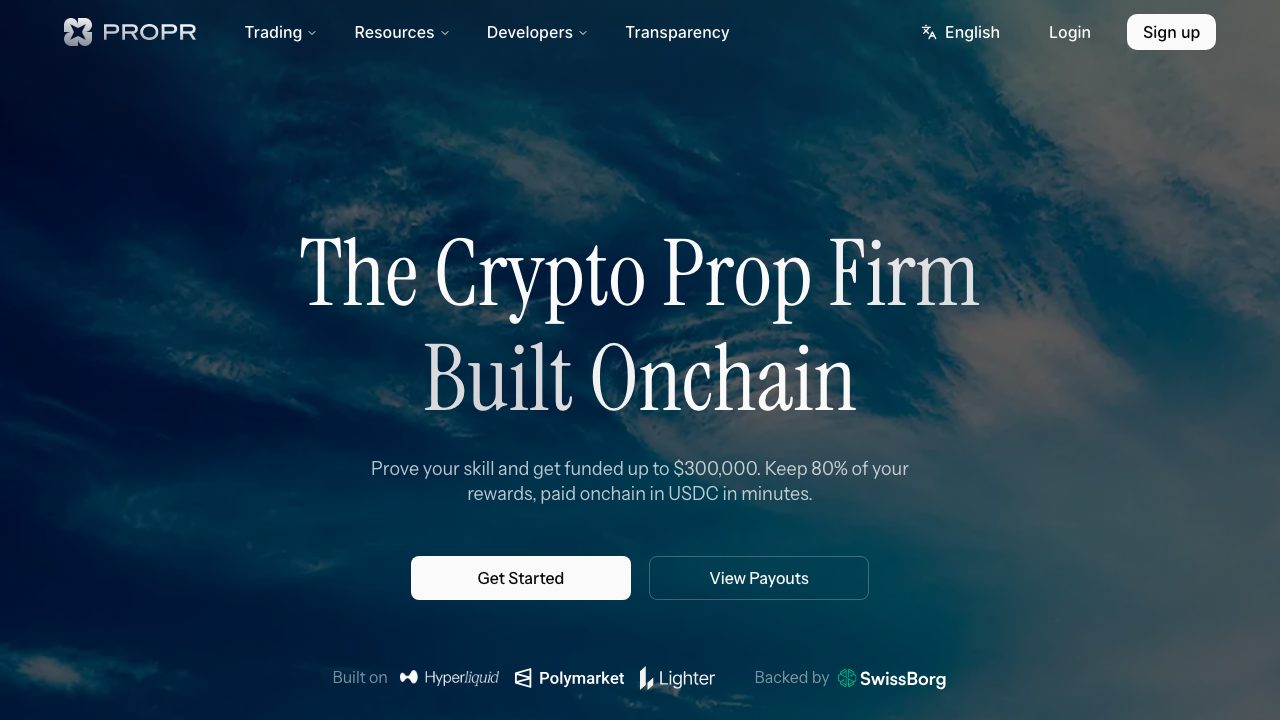 PROPR
Trading
Resources
Developers
Transparency
English
Login
Sign up
The Crypto Prop Firm
Built Onchain
Prove your skill and get funded up to $300,000. Keep 80% of your
rewards, paid onchain in USDC in minutes.
Get Started
View Payouts
Built on
Hyperliquid
Polymarket
Lighter
Backed by
SwissBorg